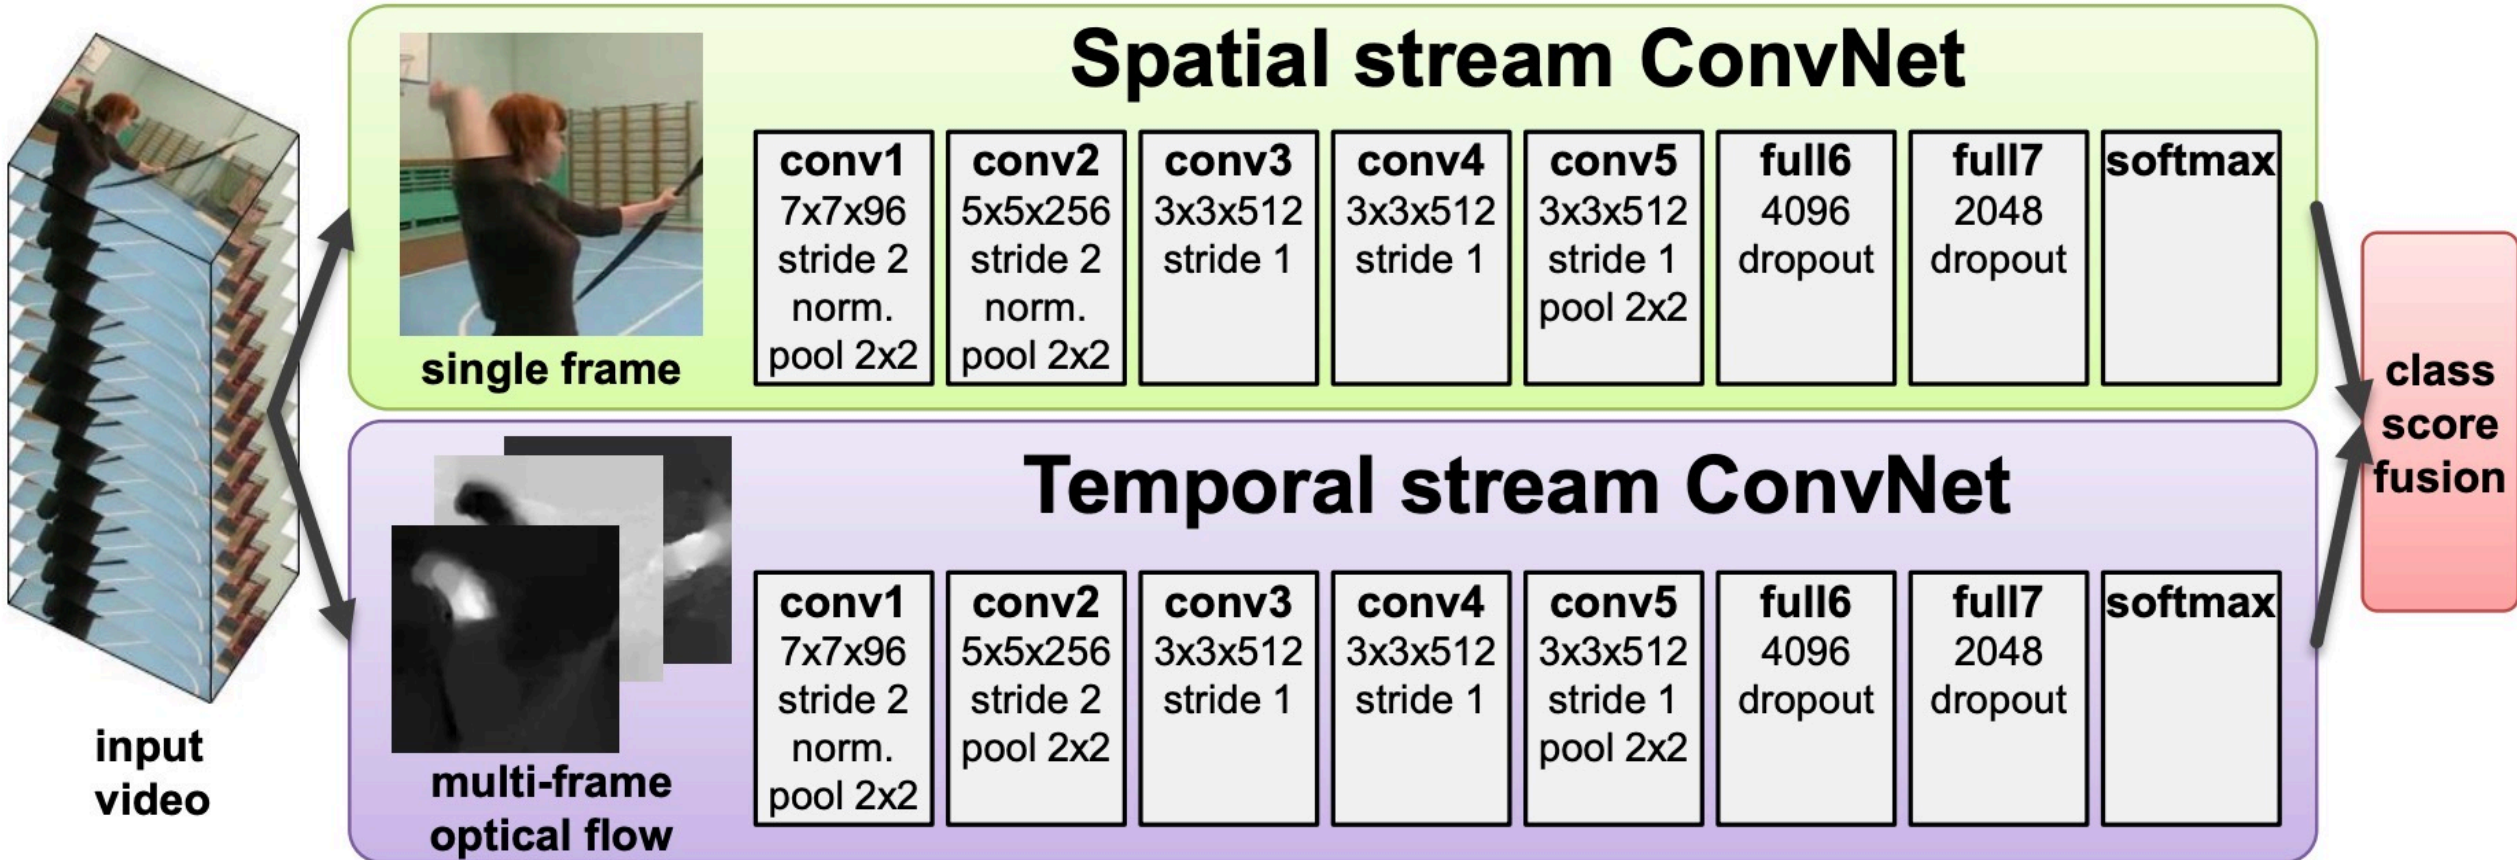 Spatial stream ConvNet
single frame
conv1
7x7x96
stride 2
norm.
pool 2x2
conv2
5x5x256
stride 2
norm.
pool 2x2
conv3
3x3x512
stride 1
conv4
3x3x512
stride 1
conv5
3x3x512
stride 1
pool 2x2
full6
4096
dropout
full7
2048
dropout
softmax
Temporal stream ConvNet
input
video
multi-frame
optical flow
conv1
7x7x96
stride 2
norm.
pool 2x2
conv2
5x5x256
stride 2
pool 2x2
conv3
3x3x512
stride 1
conv4
3x3x512
stride 1
conv5
3x3x512
stride 1
pool 2x2
full6
4096
dropout
full7
2048
dropout
softmax
class
score
fusion